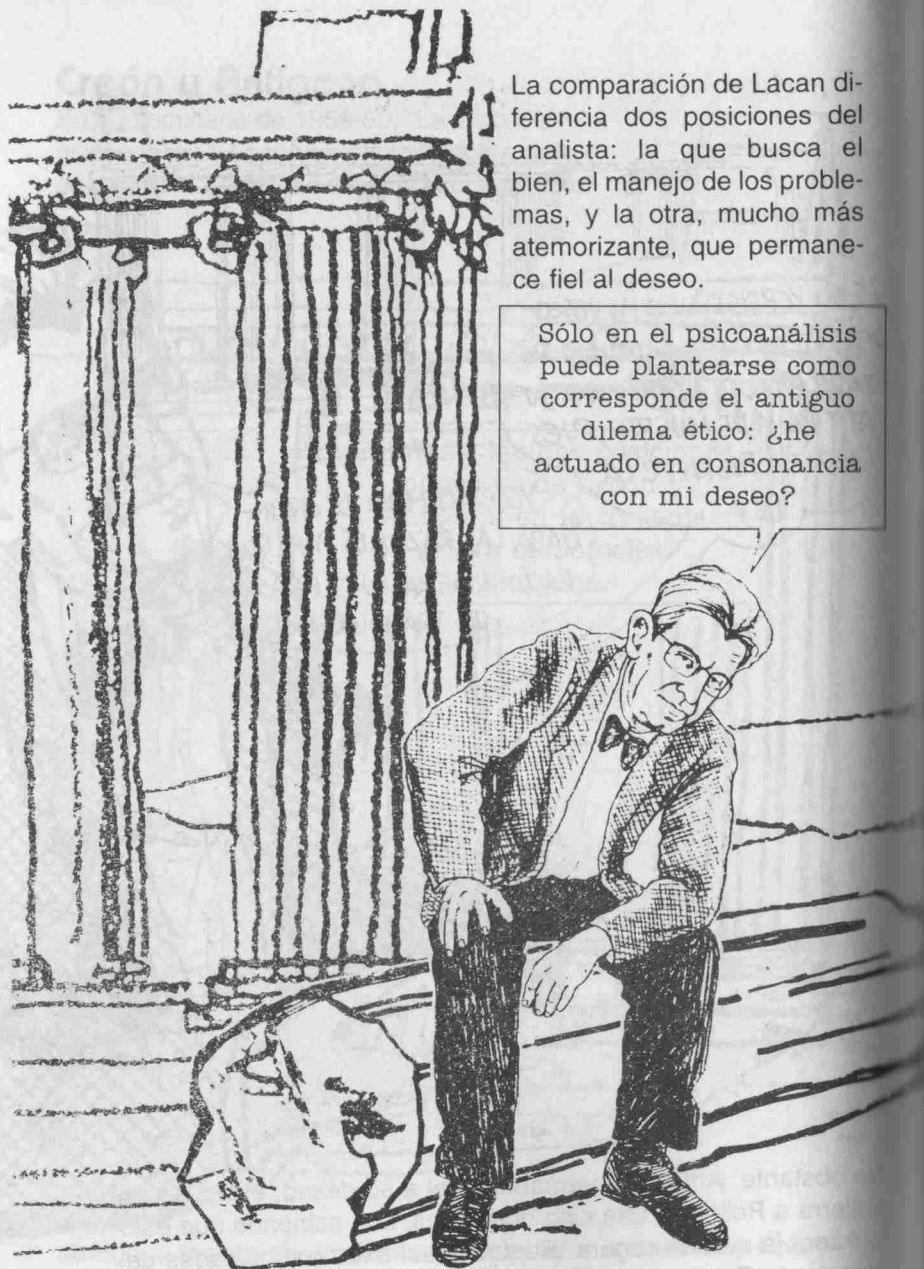 La comparación de Lacan di-
ferencia dos posiciones del
analista: la que busca el
bien, el manejo de los proble-
mas, y la otra, mucho más
atemorizante, que permane-
ce fiel al deseo.
Sólo en el psicoanálisis
puede plantearse como
corresponde el antiguo
dilema ético: ¿he
actuado en consonancia
con mi deseo?